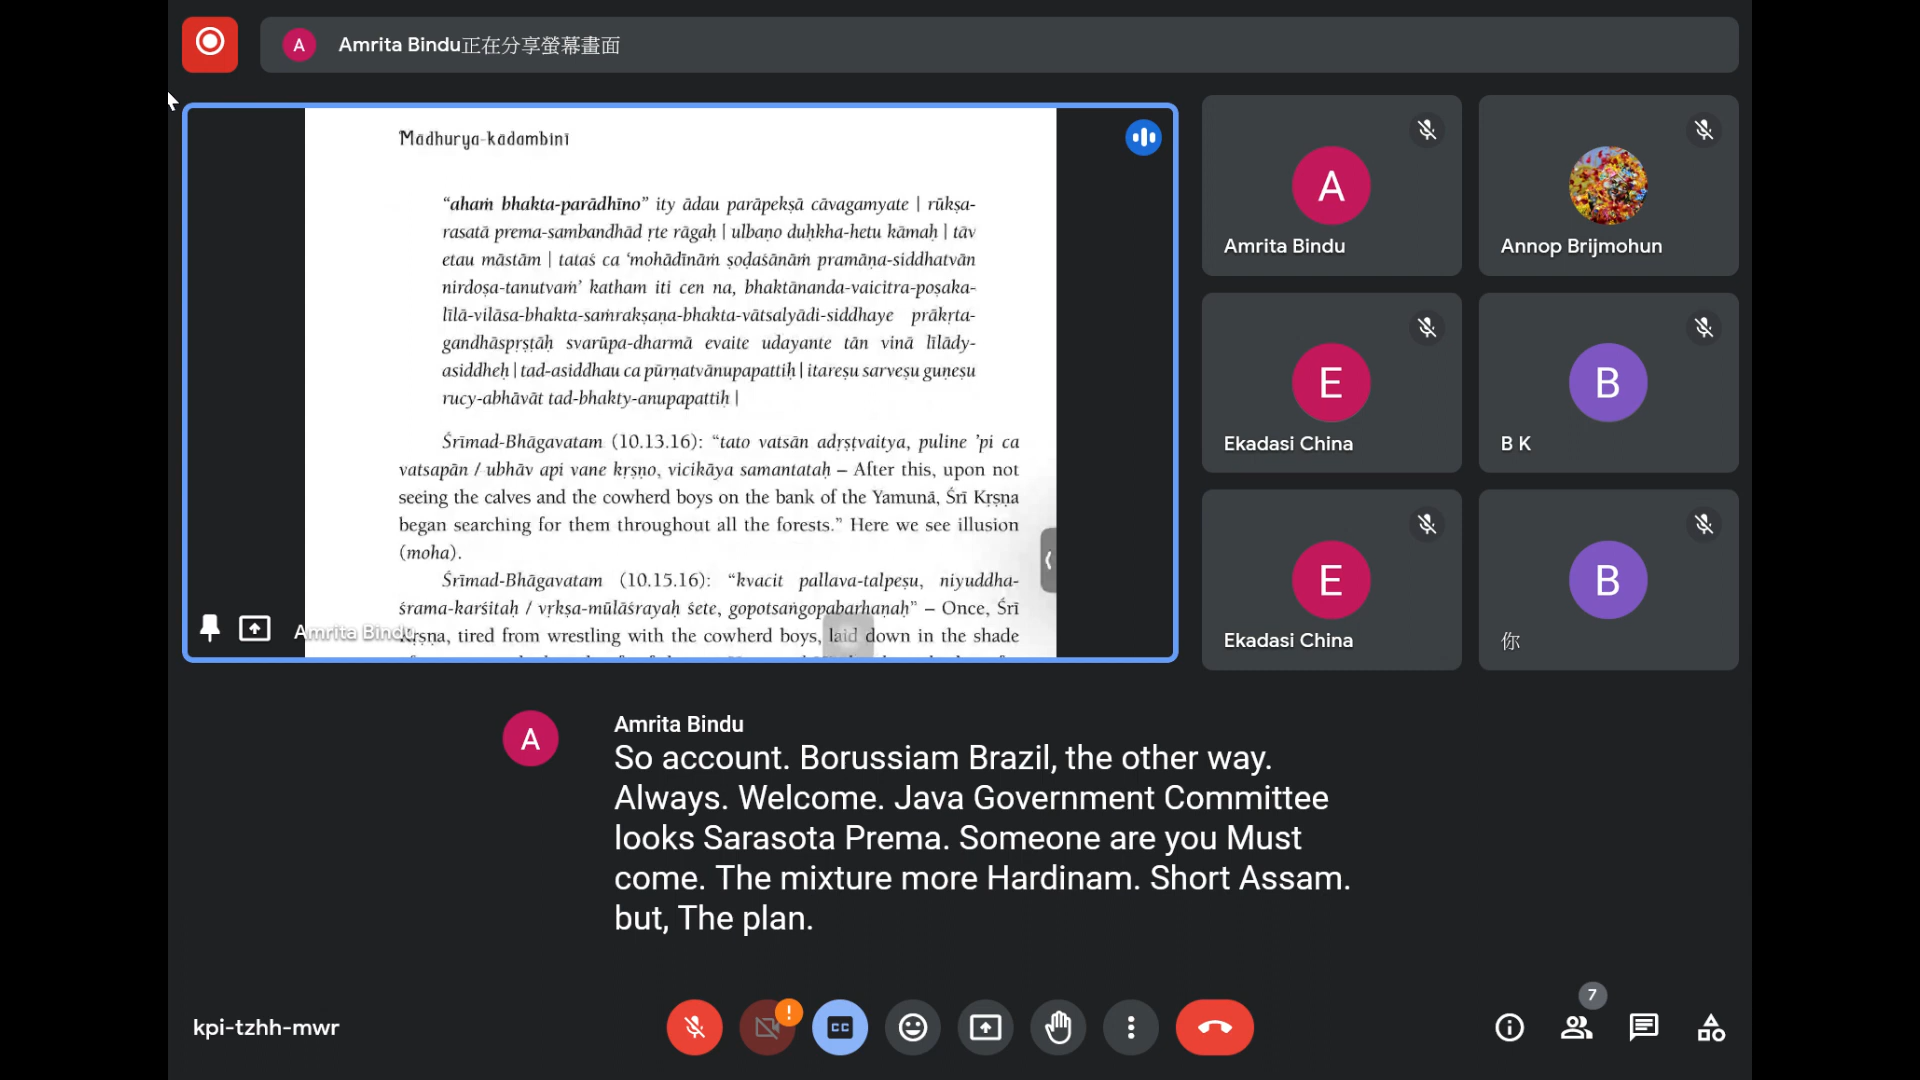 A Amrita Bindu正在分享螢幕畫面
Mādhurya-kādambinī
“ahaṁ bhakta-parādhīno” ity ādau parāpekṣā cāvagamyate | rūkṣa-
rasatā prema-sambandhād ṛte rāgaḥ | ulbaṇo duḥkha-hetu kāmaḥ | tāv
etau māstām | tataś ca ‘mohādīnāṁ ṣoḍaśānāṁ pramāṇa-siddhatvān
nirdoṣa-tanutvaṁ’ katham iti cen na, bhaktānanda-vaicitra-poṣaka-
līlā-vilāsa-bhakta-saṁrakṣaṇa-bhakta-vātsalyādi-siddhaye prākṛta-
gandhāspṛṣṭāḥ svarūpa-dharmā evaite udayante tān vinā līlādy-
asiddheḥ | tad-asiddhau ca pūrṇatvānupapattiḥ | itareṣu sarveṣu guṇeṣu
rucy-abhāvāt tad-bhakty-anupapattiḥ |
Śrīmad-Bhāgavatam (10.13.16): “tato vatsān adṛṣṭvaitya, puline ’pi ca
vatsapān / ubhāv api vane kṛṣṇo, vicikāya samantataḥ – After this, upon not
seeing the calves and the cowherd boys on the bank of the Yamunā, Śrī Kṛṣṇa
began searching for them throughout all the forests.” Here we see illusion
(moha).
Śrīmad-Bhāgavatam (10.15.16): “kvacit pallava-talpeṣu, niyuddha-
śrama-karśitaḥ / vṛkṣa-mūlāśrayaḥ śete, gopotsaṅgopabarhaṇaḥ” – Once, Śrī
Kṛṣṇa, tired from wrestling with the cowherd boys, laid down in the shade
Amrita Bindu
A
Amrita Bindu
Annop Brijmohun
E
Ekadasi China
B
B K
E
Ekadasi China
B
你
A
Amrita Bindu
So account. Borussiam Brazil, the other way.
Always. Welcome. Java Government Committee
looks Sarasota Prema. Someone are you Must
come. The mixture more Hardinam. Short Assam.
but, The plan.
kpi-tzhh-mwr
!
CC
7